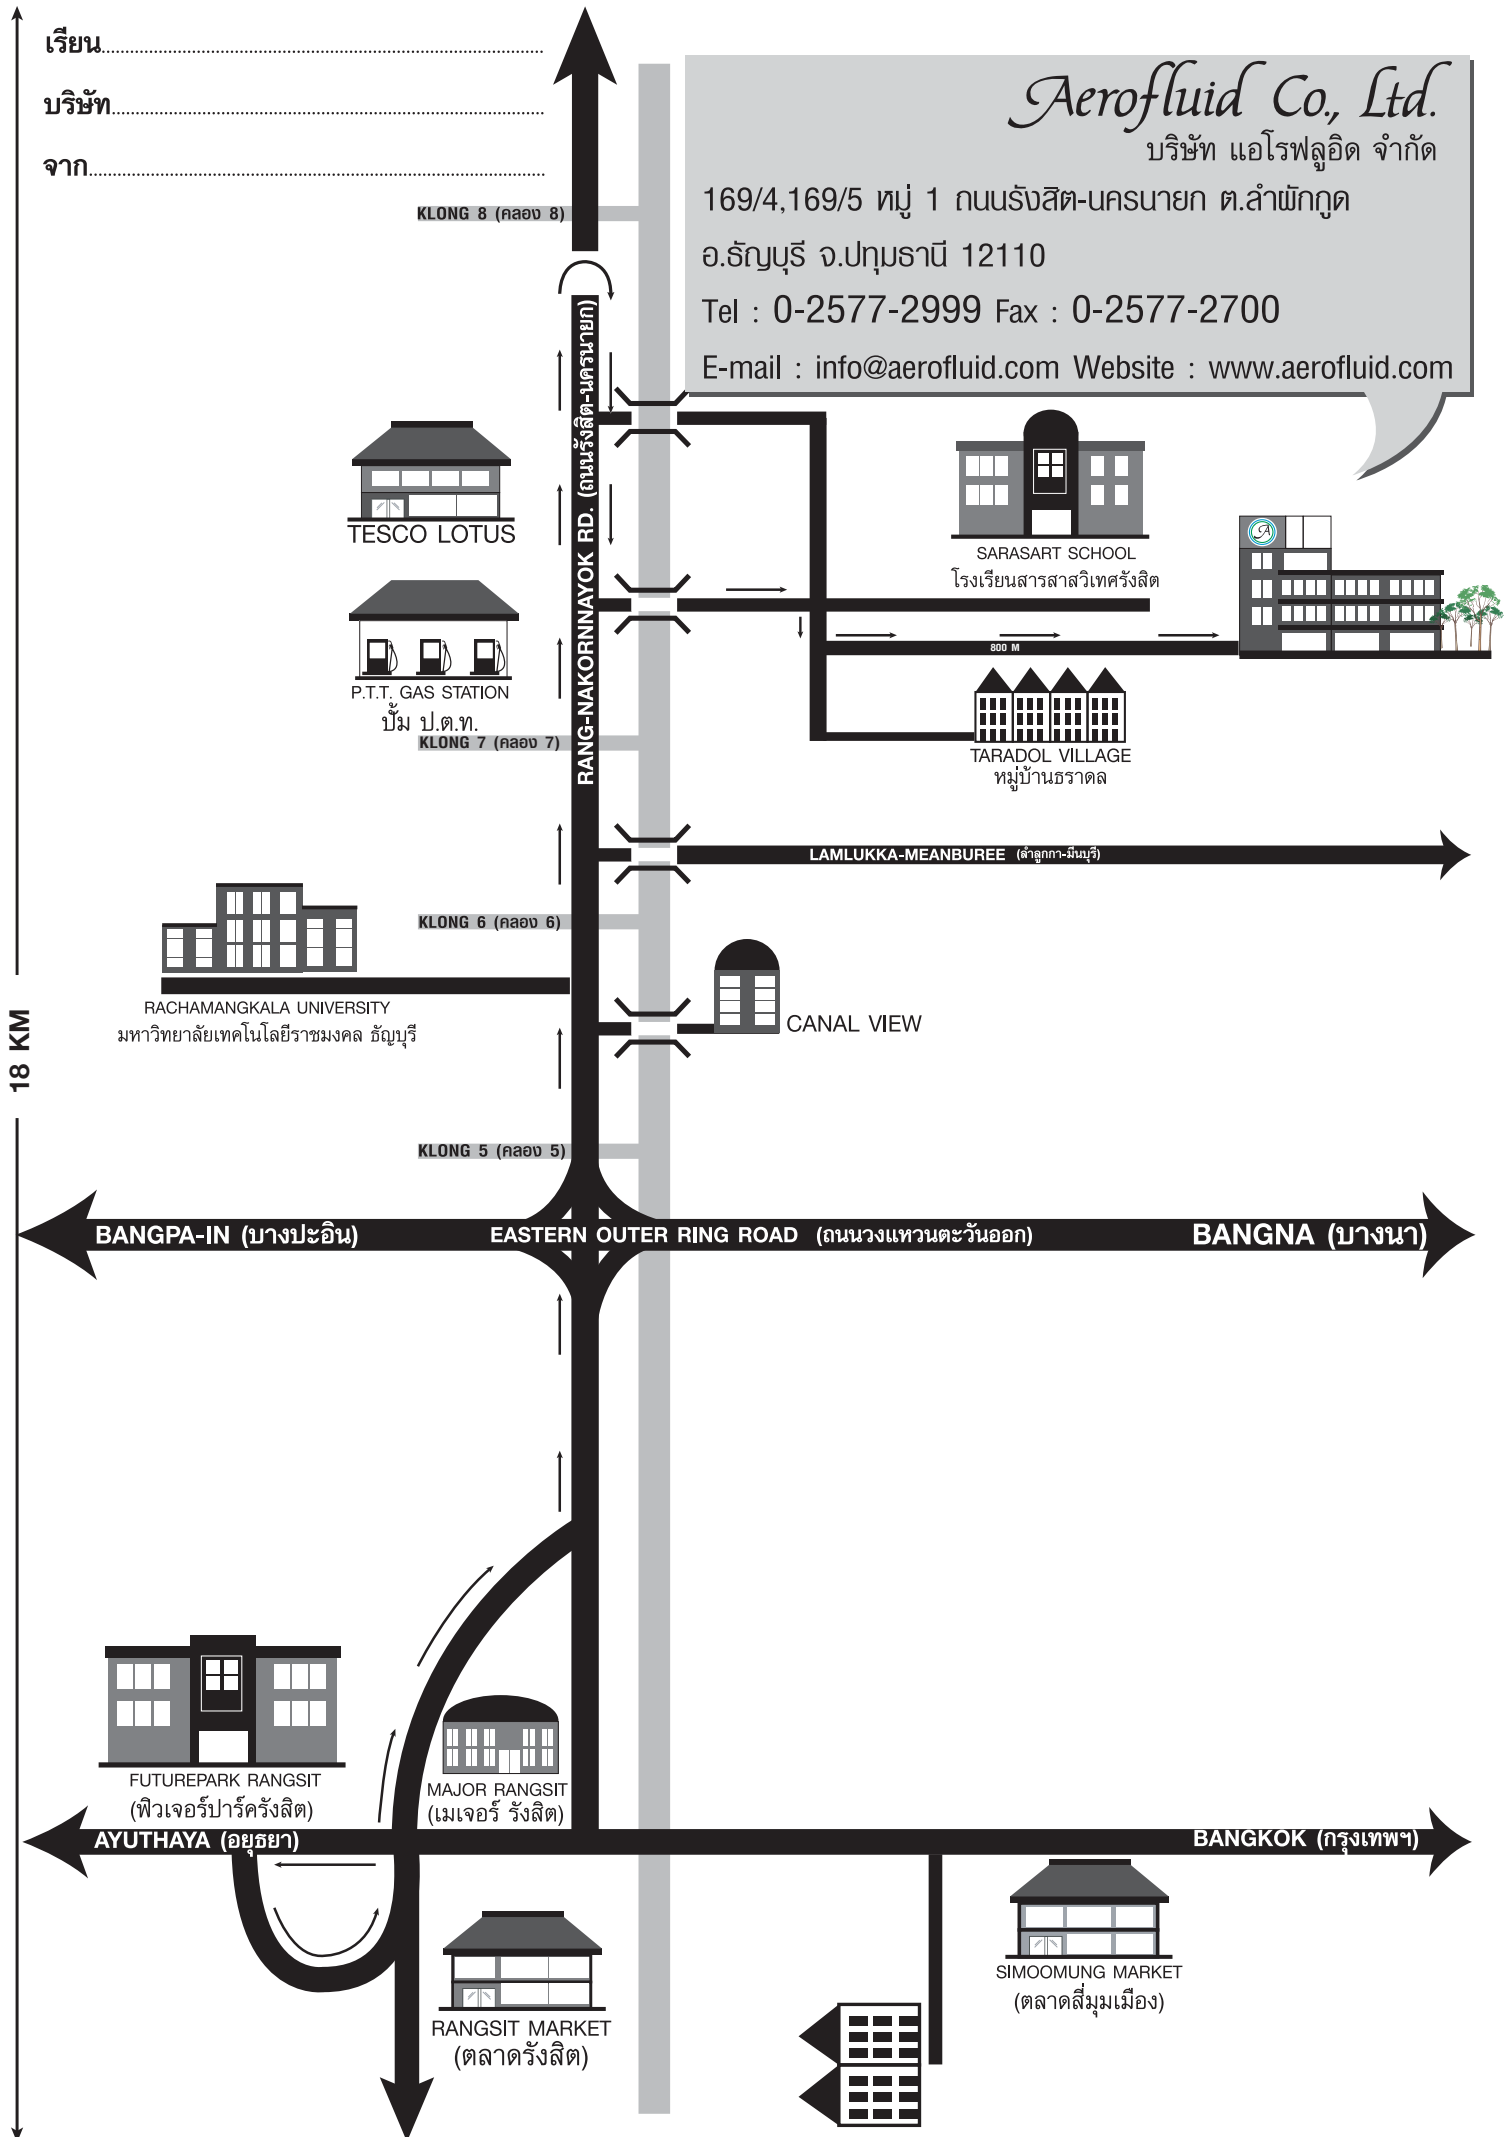 เรียน
บริษัท
จาก
Aerofluid Co., Ltd.
บริษัท แอโรฟลูอิด จำกัด
169/4,169/5 หมู่ 1 ถนนรังสิต-นครนายก ต.ลำผักกูด
อ.ธัญบุรี จ.ปทุมธานี 12110
Tel : 0-2577-2999 Fax : 0-2577-2700
E-mail : info@aerofluid.com Website : www.aerofluid.com
KLONG 8 (คลอง 8)
RANG-NAKORNNAYOK RD. (ถนนรังสิต-นครนายก)
TESCO LOTUS
SARASART SCHOOL
โรงเรียนสารสาสวิเทศรังสิต
A
800 M
P.T.T. GAS STATION
ปั้ม ป.ต.ท.
KLONG 7 (คลอง 7)
TARADOL VILLAGE
หมู่บ้านธราดล
LAMLUKKA-MEANBUREE (ลำลูกกา-มีนบุรี)
KLONG 6 (คลอง 6)
RACHAMANGKALA UNIVERSITY
มหาวิทยาลัยเทคโนโลยีราชมงคล ธัญบุรี
CANAL VIEW
18 KM
KLONG 5 (คลอง 5)
BANGPA-IN (บางปะอิน)
EASTERN OUTER RING ROAD (ถนนวงแหวนตะวันออก)
BANGNA (บางนา)
FUTUREPARK RANGSIT
(ฟิวเจอร์ปาร์ครังสิต)
MAJOR RANGSIT
(เมเจอร์ รังสิต)
AYUTHAYA (อยุธยา)
BANGKOK (กรุงเทพฯ)
RANGSIT MARKET
(ตลาดรังสิต)
SIMOOMUNG MARKET
(ตลาดสี่มุมเมือง)